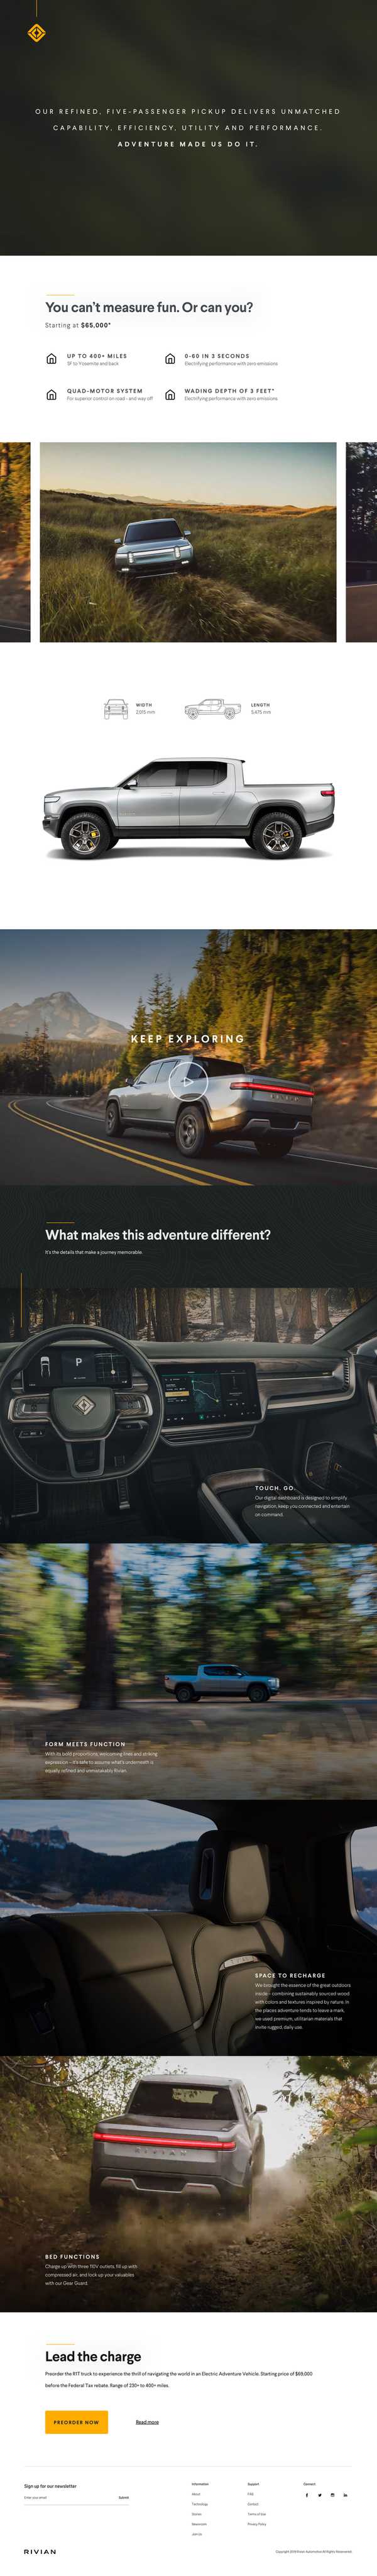 OUR REFINED, FIVE-PASSENGER PICKUP DELIVERS UNMATCHED
CAPABILITY, EFFICIENCY, UTILITY AND PERFORMANCE.
ADVENTURE MADE US DO IT.
You can't measure fun. Or can you?
Starting at $65,000*
UP TO 400+ MILES
SF to Yosemite and back
0-60 IN 3 SECONDS
Electrifying performance with zero emissions
QUAD-MOTOR SYSTEM
For superior control on road - and way off
WADING DEPTH OF 3 FEET*
Electrifying performance with zero emissions
WIDTH
2,015 mm
LENGTH
5,475 mm
KEEP EXPLORING
What makes this adventure different?
It's the details that make a journey memorable.
P
TOUCH. GO.
Our digital dashboard is designed to simplify
navigation, keep you connected and entertain
on command.
FORM MEETS FUNCTION
With its bold proportions, welcoming lines and striking
expression – it's safe to assume what's underneath is
equally refined and unmistakably Rivian.
SPACE TO RECHARGE
We brought the essence of the great outdoors
inside – combining sustainably sourced wood
with colors and textures inspired by nature. In
the places adventure tends to leave a mark,
we used premium, utilitarian materials that
invite rugged, daily use.
RIVIAN
BED FUNCTIONS
Charge up with three 110V outlets, fill up with
compressed air, and lock up your valuables
with our Gear Guard.
Lead the charge
Preorder the R1T truck to experience the thrill of navigating the world in an Electric Adventure Vehicle. Starting price of $69,000
before the Federal Tax rebate. Range of 230+ to 400+ miles.
PREORDER NOW
Read more
Sign up for our newsletter
Enter you email
Submit
Information
About
Technology
Stories
Newsroom
Join Us
Support
FAQ
Contact
Terms of Use
Privacy Policy
Connect
RIVIAN
Copyright 2019 Rivian Automotive All Rights Reserverd